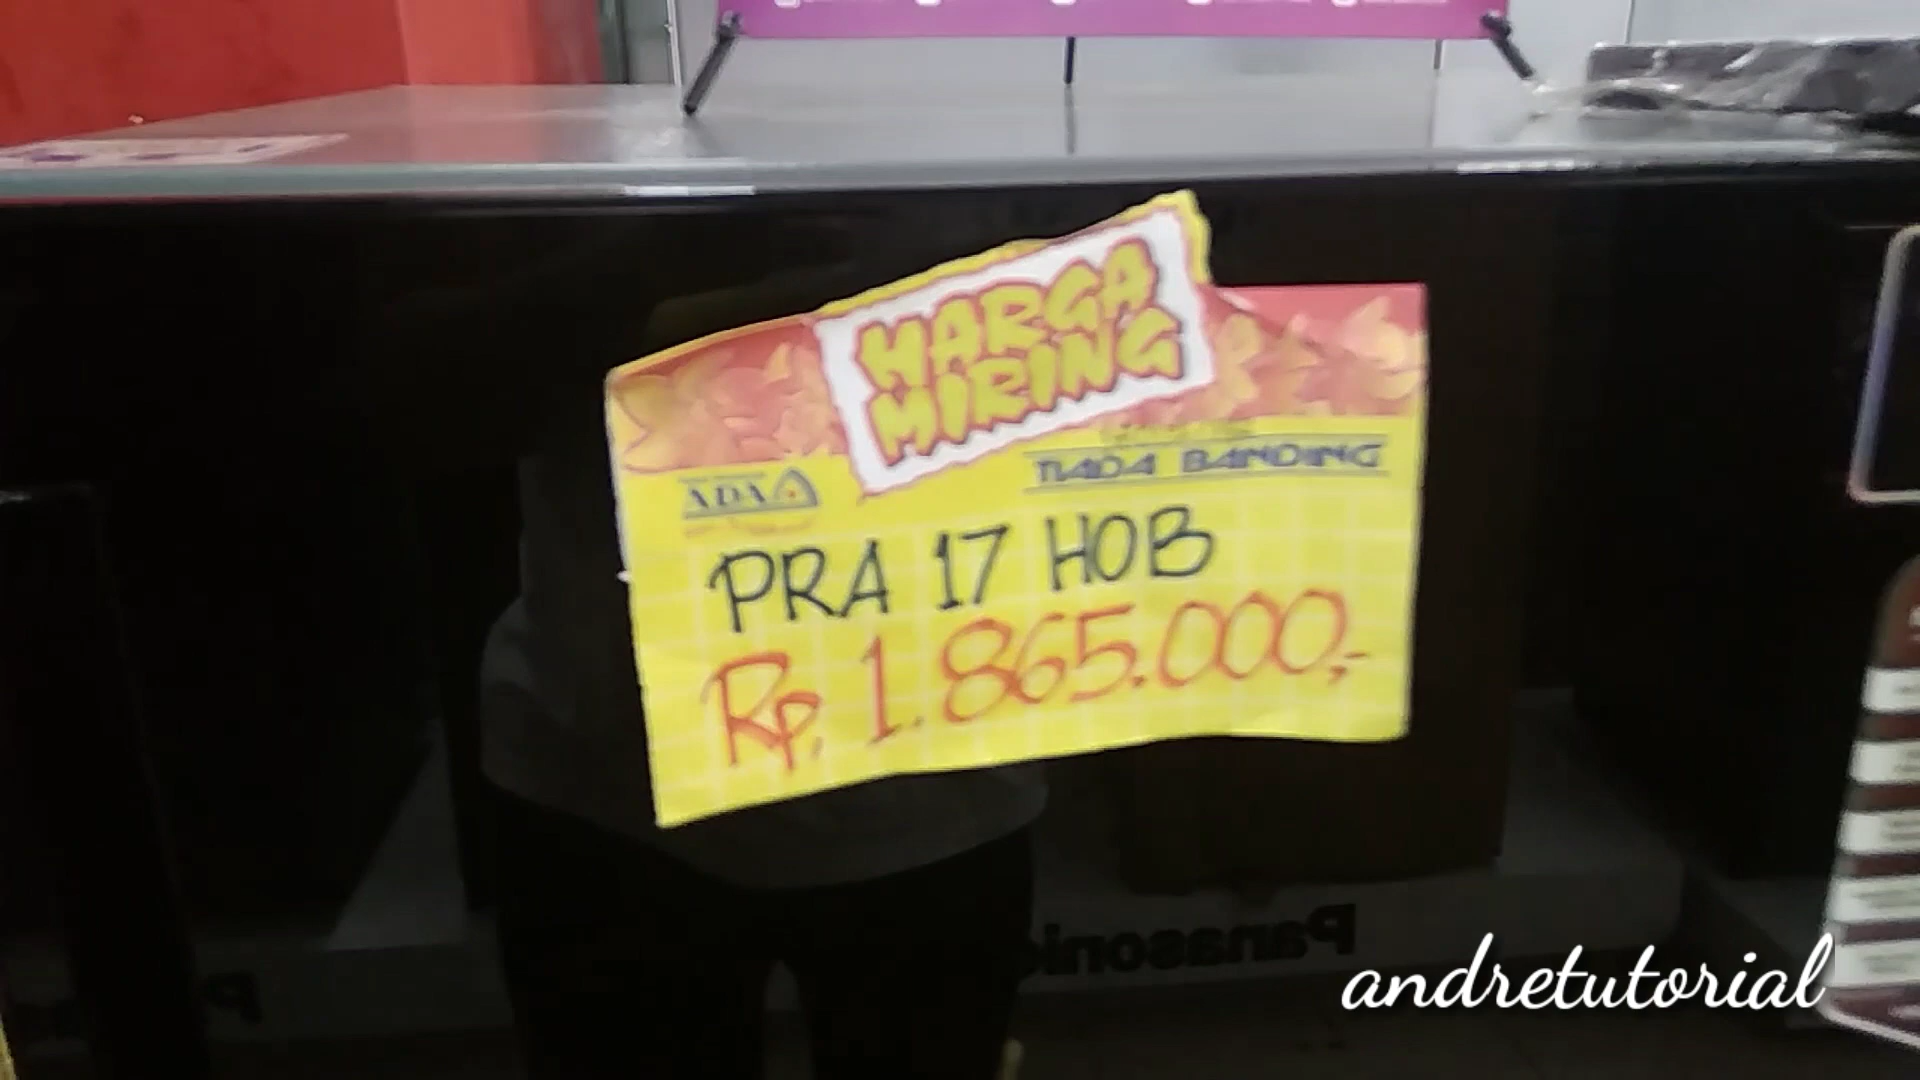 HARGA
MIRING
TIADA BANDING
ADA
PRA 17 HOB
Rp. 1.865.000,-
Panasonic
andretutorial